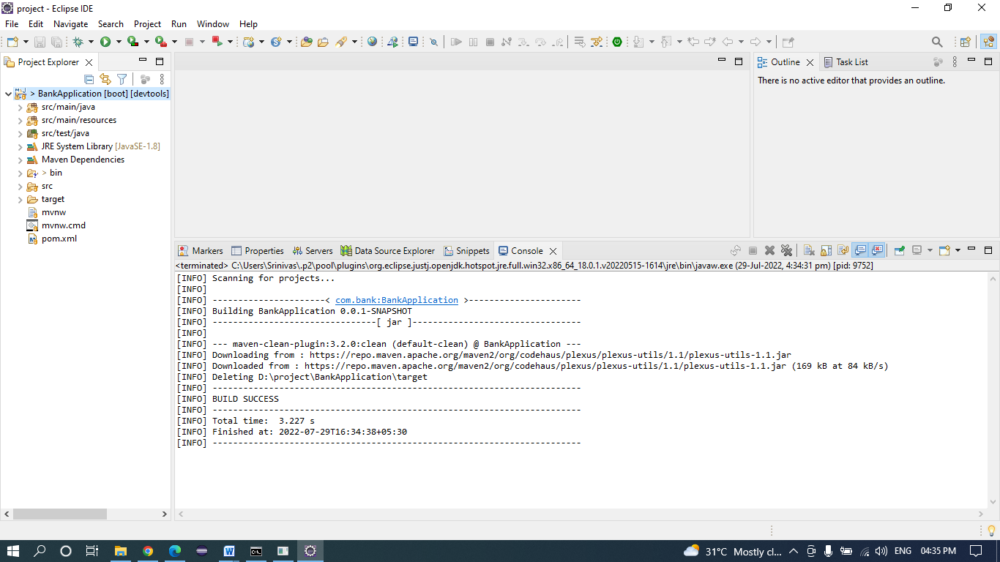 project - Eclipse IDE
File Edit Navigate Search Project Run Window Help
Project Explorer
> BankApplication [boot] [devtools]
src/main/java
src/main/resources
src/test/java
JRE System Library [JavaSE-1.8]
Maven Dependencies
> bin
src
target
mvnw
mvnw.cmd
pom.xml
Outline Task List
There is no active editor that provides an outline.
Markers Properties Servers Data Source Explorer Snippets Console
<terminated> C:\Users\Srinivas\.p2\pool\plugins\org.eclipse.justj.openjdk.hotspot.jre.full.win32.x86_64_18.0.1.v20220515-1614\jre\bin\javaw.exe (29-Jul-2022, 4:34:31 pm) [pid: 9752]
[INFO] Scanning for projects...
[INFO]
[INFO] ----------------------< com.bank:BankApplication >----------------------
[INFO] Building BankApplication 0.0.1-SNAPSHOT
[INFO] --------------------------------[ jar ]---------------------------------
[INFO]
[INFO] --- maven-clean-plugin:3.2.0:clean (default-clean) @ BankApplication ---
[INFO] Downloading from : https://repo.maven.apache.org/maven2/org/codehaus/plexus/plexus-utils/1.1/plexus-utils-1.1.jar
[INFO] Downloaded from : https://repo.maven.apache.org/maven2/org/codehaus/plexus/plexus-utils/1.1/plexus-utils-1.1.jar (169 kB at 84 kB/s)
[INFO] Deleting D:\project\BankApplication\target
[INFO] ------------------------------------------------------------------------
[INFO] BUILD SUCCESS
[INFO] ------------------------------------------------------------------------
[INFO] Total time:  3.227 s
[INFO] Finished at: 2022-07-29T16:34:38+05:30
[INFO] ------------------------------------------------------------------------
31°C Mostly cl... ENG 04:35 PM